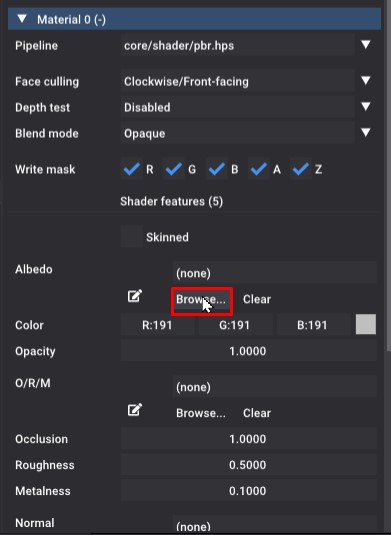 ▼ Material 0 (-)
Pipeline core/shader/pbr.hps ▼
Face culling Clockwise/Front-facing ▼
Depth test Disabled ▼
Blend mode Opaque ▼
Write mask R G B A Z
Shader features (5)
Skinned
Albedo (none)
Browse... Clear
Color R:191 G:191 B:191
Opacity 1.0000
O/R/M (none)
Browse... Clear
Occlusion 1.0000
Roughness 0.5000
Metalness 0.1000
Normal (none)